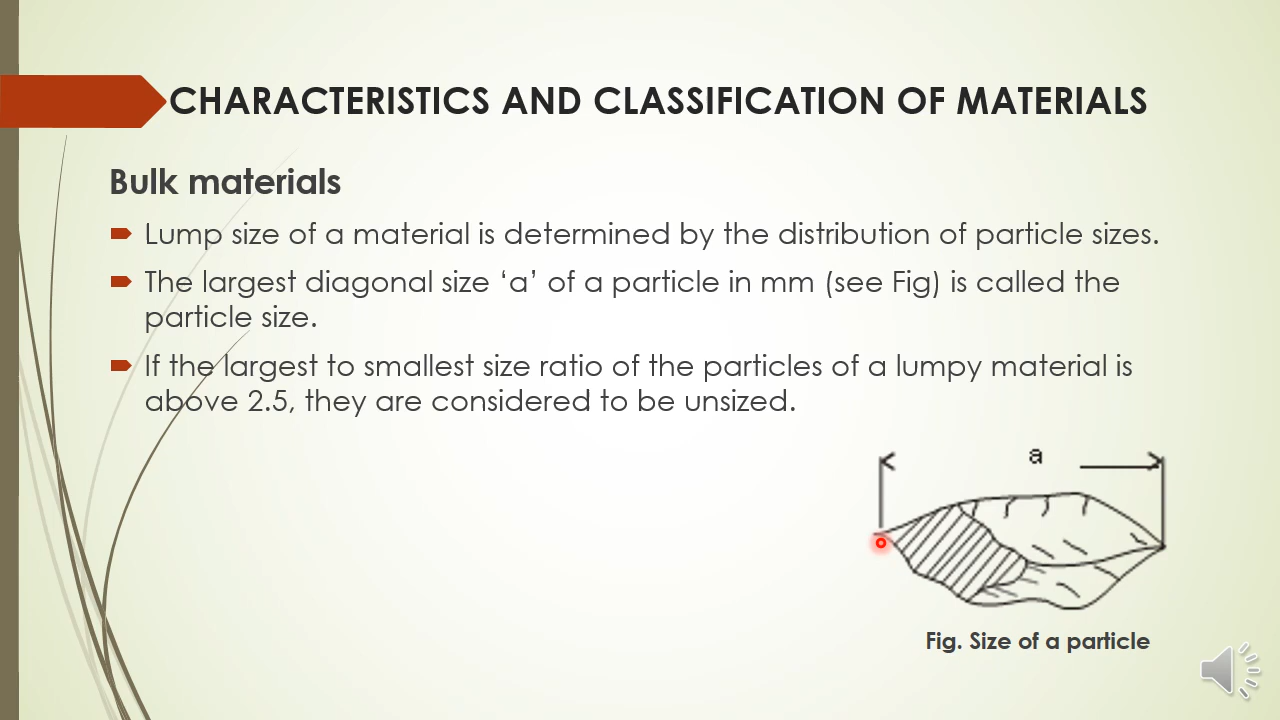 CHARACTERISTICS AND CLASSIFICATION OF MATERIALS
Bulk materials
Lump size of a material is determined by the distribution of particle sizes.
The largest diagonal size ‘a’ of a particle in mm (see Fig) is called the
particle size.
If the largest to smallest size ratio of the particles of a lumpy material is
above 2.5, they are considered to be unsized.
a
Fig. Size of a particle